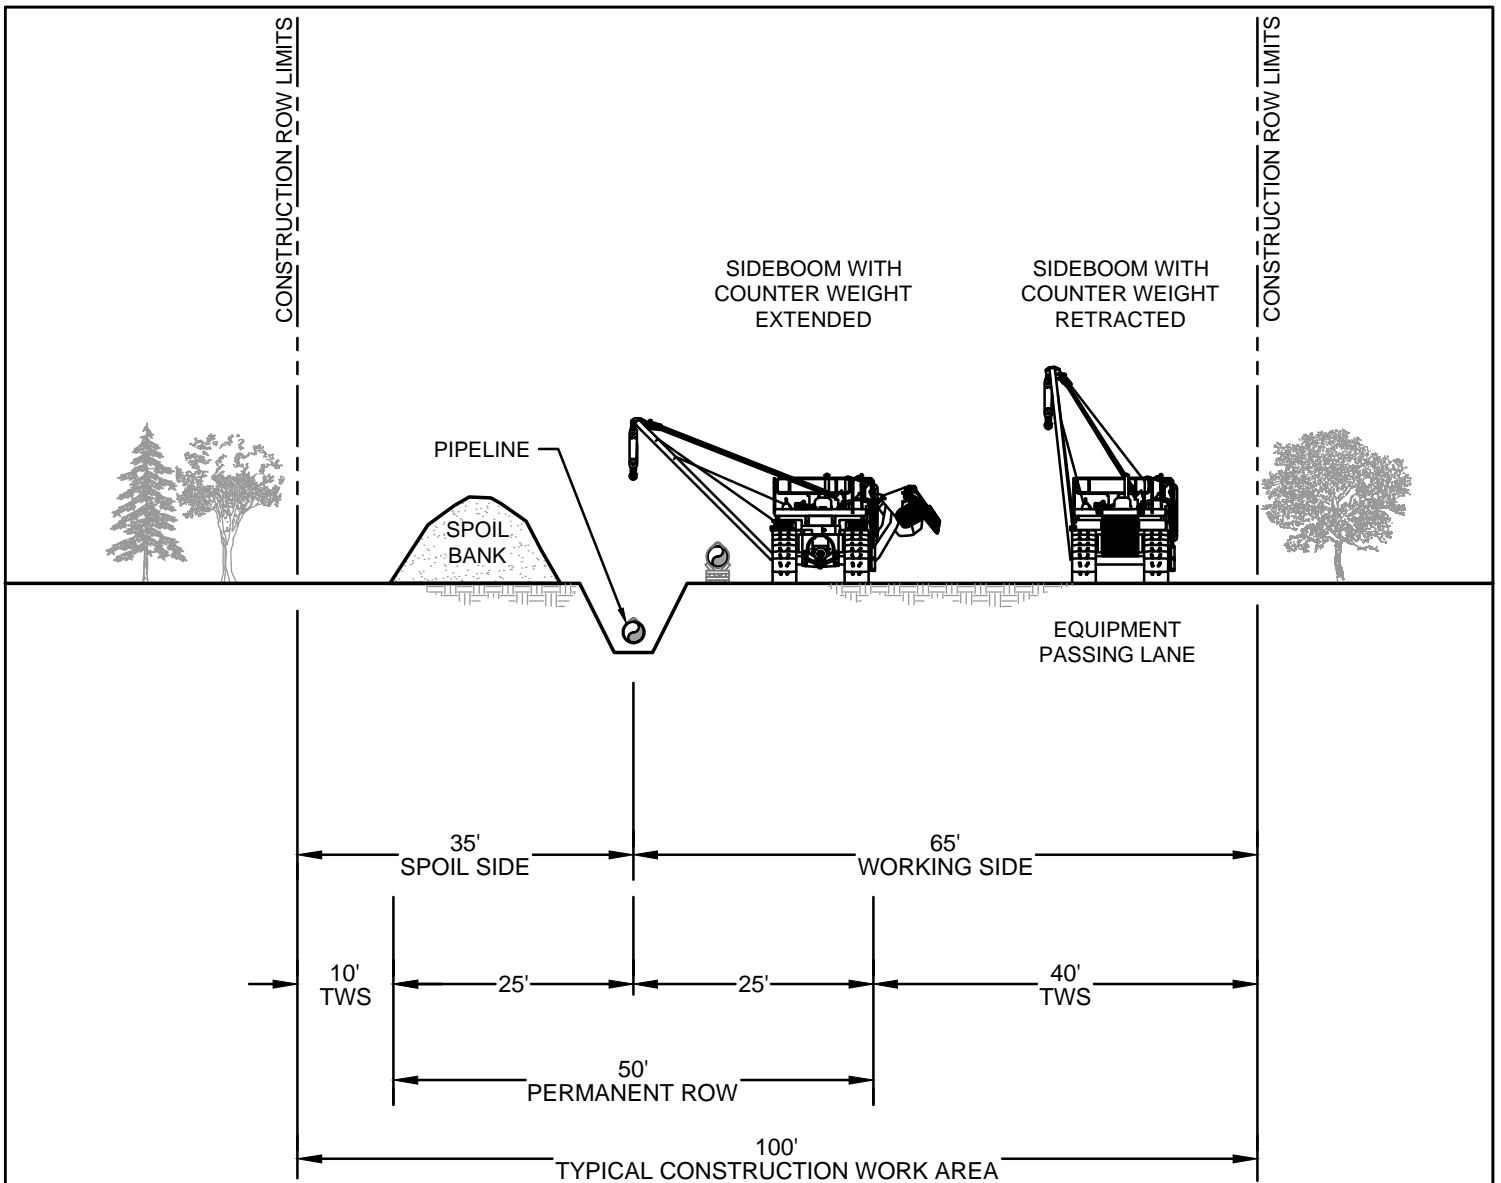 CONSTRUCTION ROW LIMITS
CONSTRUCTION ROW LIMITS
SIDEBOOM WITH
COUNTER WEIGHT
EXTENDED
SIDEBOOM WITH
COUNTER WEIGHT
RETRACTED
PIPELINE
SPOIL
BANK
EQUIPMENT
PASSING LANE
35'
SPOIL SIDE
65'
WORKING SIDE
10'
TWS
25'
25'
40'
TWS
50'
PERMANENT ROW
100'
TYPICAL CONSTRUCTION WORK AREA